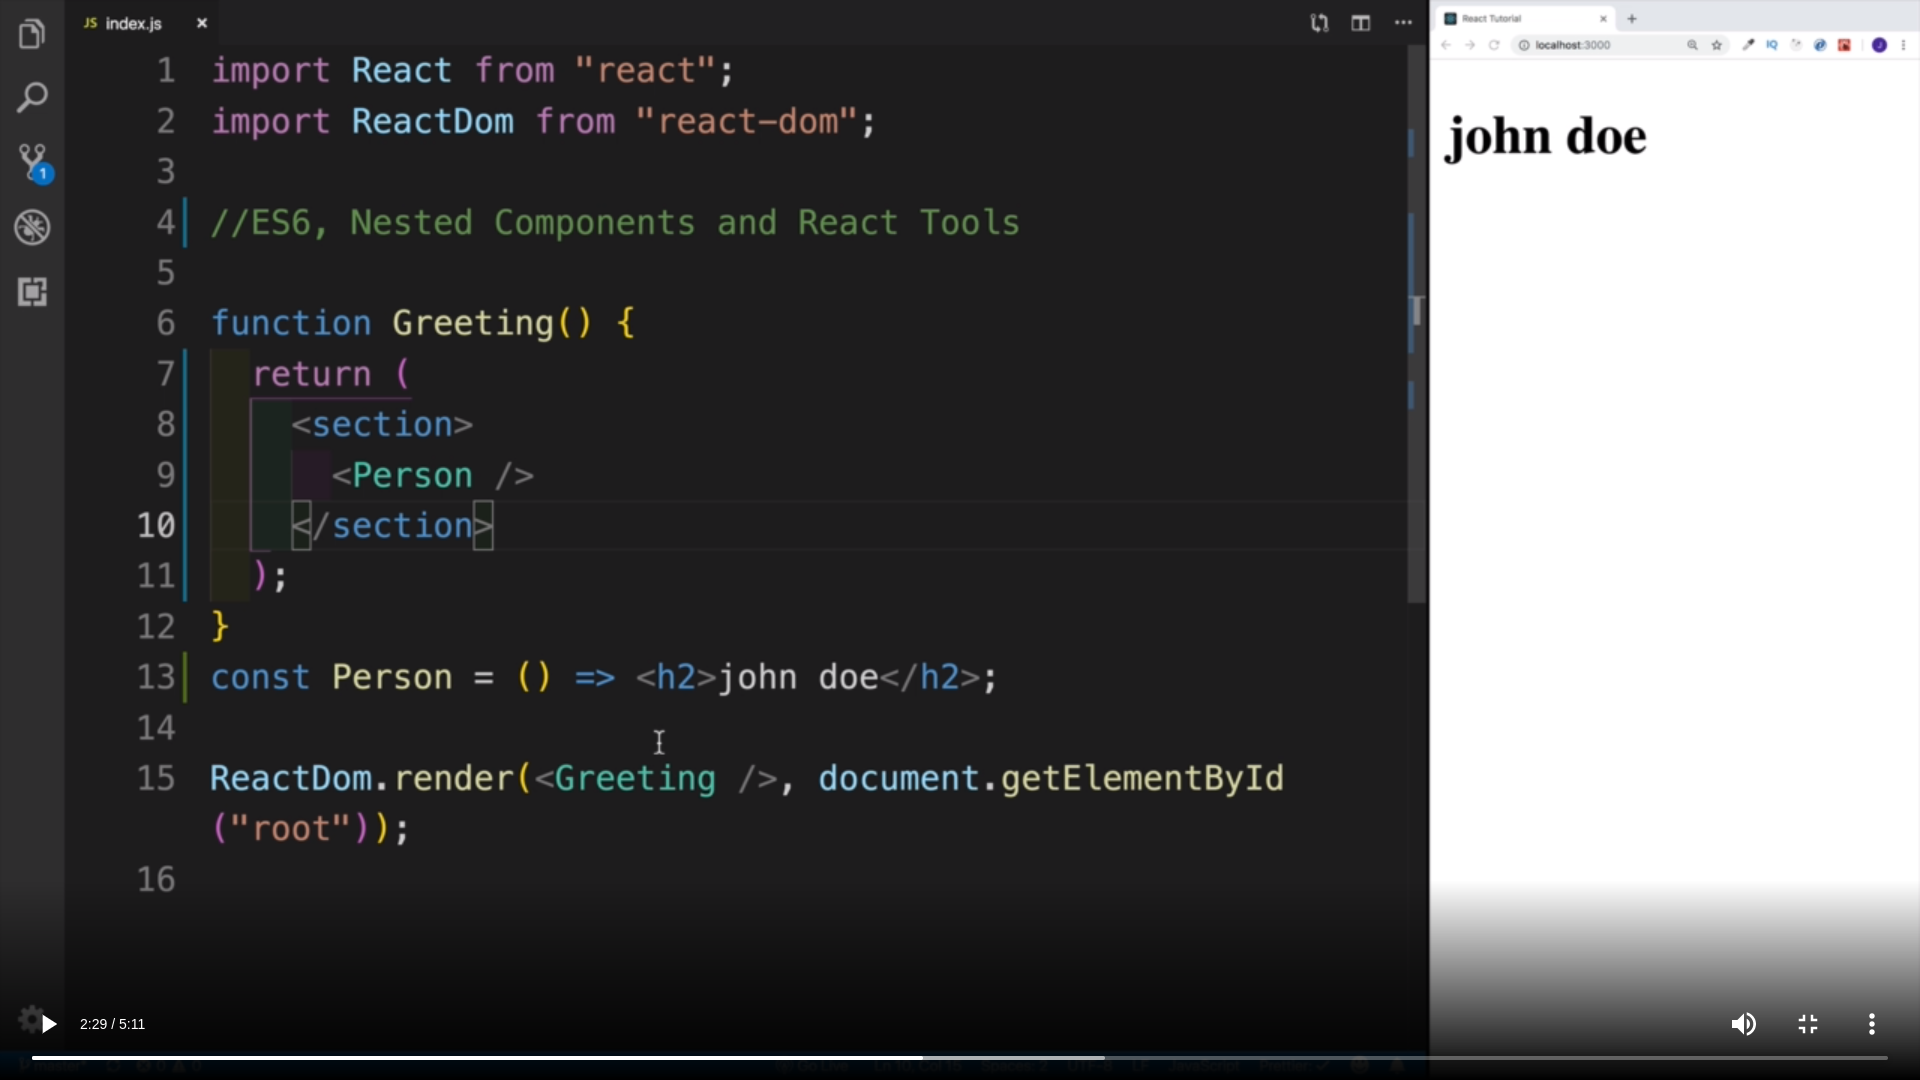 JS index.js
React Tutorial
localhost:3000
IQ
1 import React from "react";
2 import ReactDom from "react-dom";
3
4 //ES6, Nested Components and React Tools
5
6 function Greeting() {
7 return (
8 <section>
9 <Person />
10 </section>
11 );
12 }
13 const Person = () => <h2>john doe</h2>;
14
15 ReactDom.render(<Greeting />, document.getElementById
("root"));
16
1
john doe
2:29 / 5:11